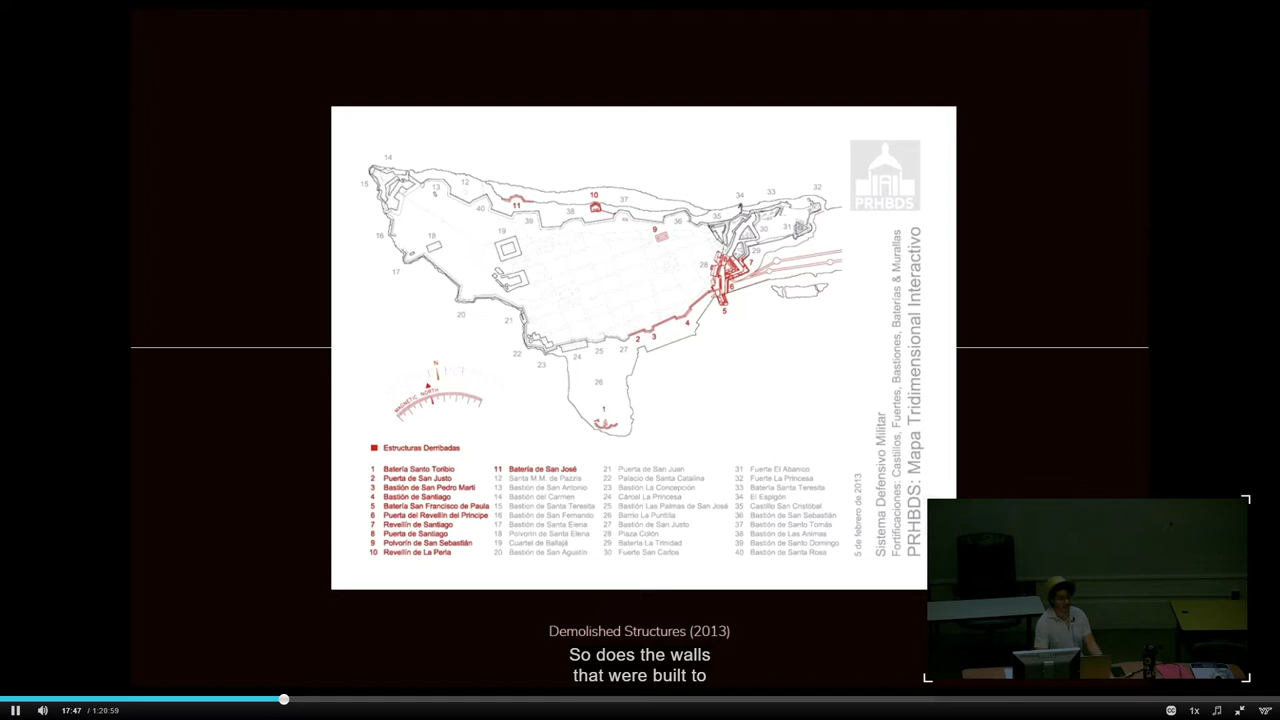 14
15
13
12
40
11
39
38
10
37
9
36
35
34
33
32
31
30
29
7
28
6
5
16
18
19
17
20
21
22
23
24
25
27
2
3
4
26
1
N
MAGNETIC NORTH
PRHBDS
5 de febrero de 2013
Sistema Defensivo Militar
Fortificaciones: Castillos, Fuertes, Bastiones, Baterías & Murallas
PRHBDS: Mapa Tridimensional Interactivo
Estructuras Derribadas
1 Batería Santo Toribio
2 Puerta de San Justo
3 Bastión de San Pedro Martí
4 Bastión de Santiago
5 Batería San Francisco de Paula
6 Puerta del Revellín del Príncipe
7 Revellín de Santiago
8 Puerta de Santiago
9 Polvorín de San Sebastián
10 Revellín de La Perla
11 Batería de San José
12 Santa M.M. de Pazzis
13 Bastión de San Antonio
14 Bastión del Carmen
15 Bastión de Santa Teresita
16 Bastión de San Fernando
17 Bastión de Santa Elena
18 Polvorín de Santa Elena
19 Cuartel de Ballajá
20 Bastión de San Agustín
21 Puerta de San Juan
22 Palacio de Santa Catalina
23 Bastión La Concepción
24 Cárcel La Princesa
25 Bastión Las Palmas de San José
26 Barrio La Puntilla
27 Bastión de San Justo
28 Plaza Colón
29 Batería La Trinidad
30 Fuerte San Carlos
31 Fuerte El Abanico
32 Fuerte La Princesa
33 Batería Santa Teresita
34 El Espigón
35 Castillo San Cristóbal
36 Bastión de San Sebastián
37 Bastión de Santo Tomás
38 Bastión de Las Animas
39 Bastión de Santo Domingo
40 Bastión de Santa Rosa
Demolished Structures (2013)
So does the walls
that were built to
17:47 / 1:20:59
CC
1x